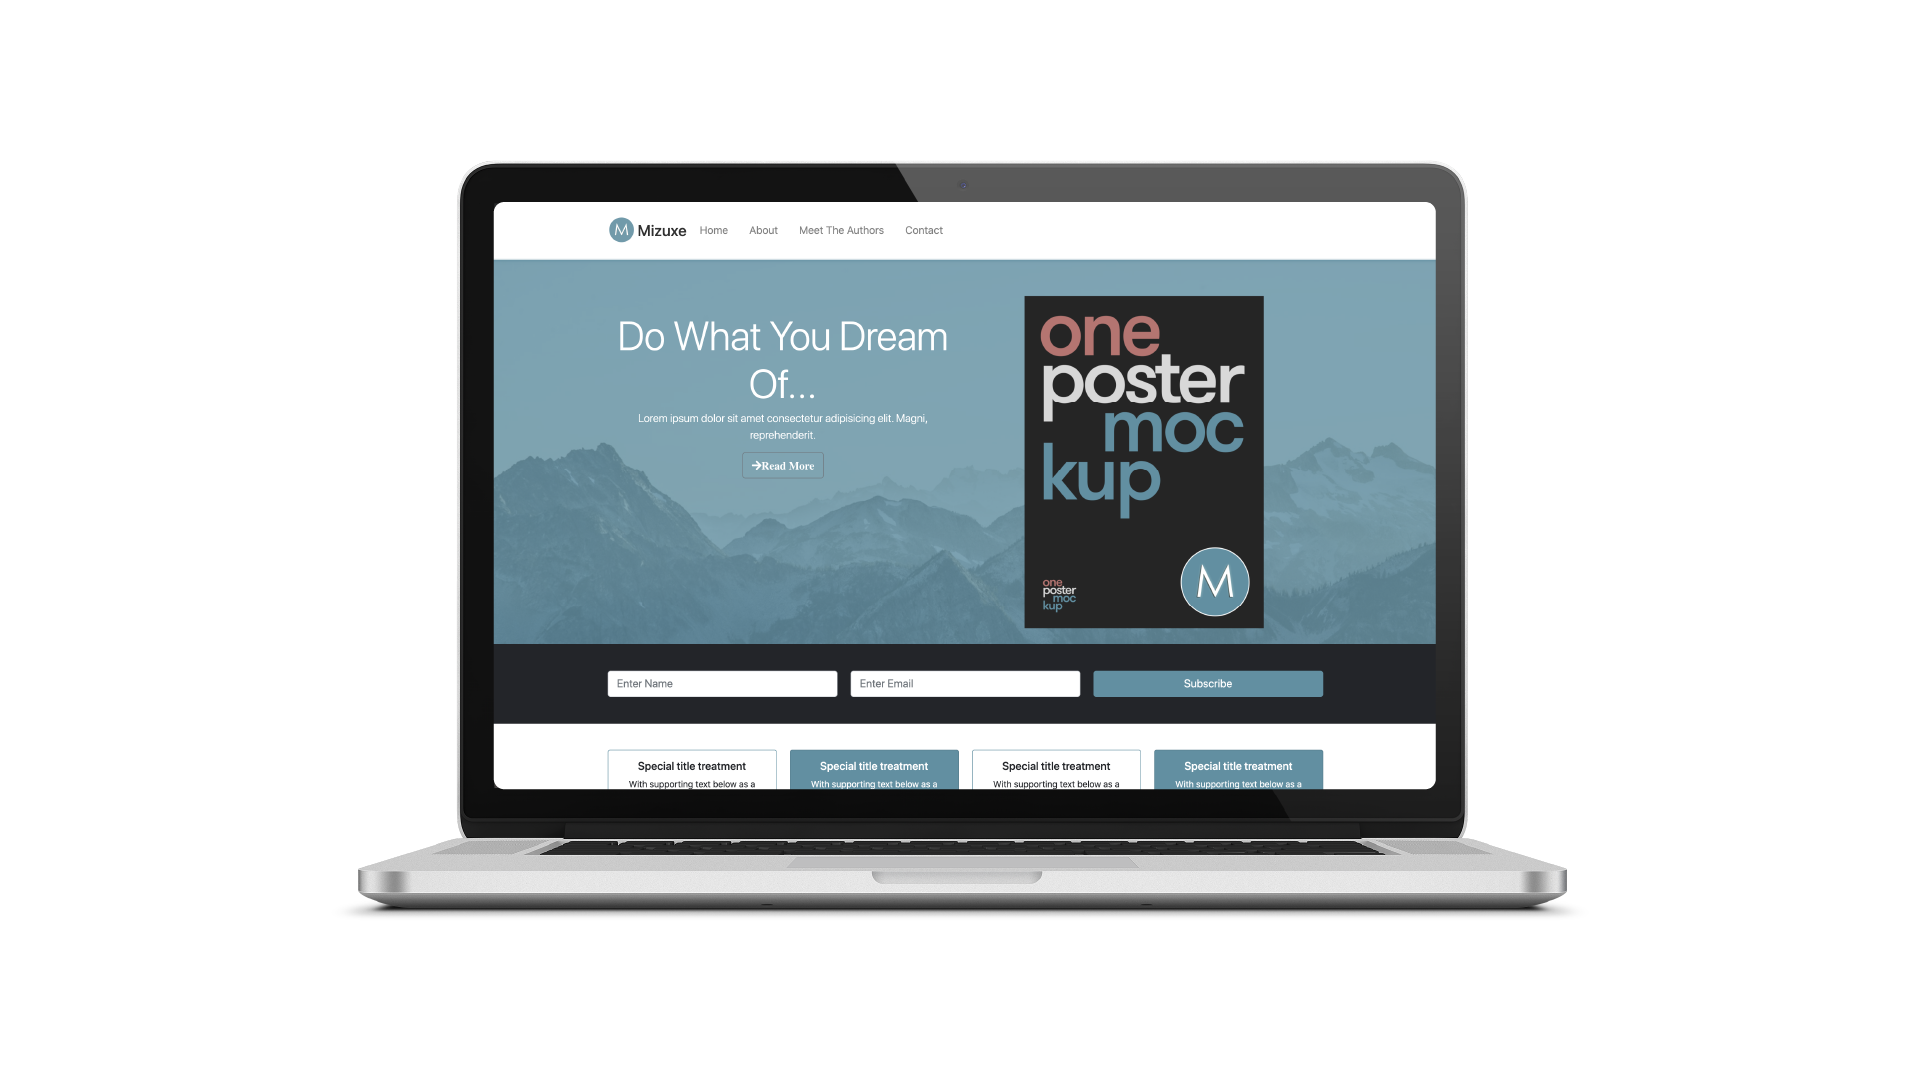 M Mizuxe Home About Meet The Authors Contact
Do What You Dream
Of...
Lorem ipsum dolor sit amet consectetur adipisicing elit. Magni,
reprehenderit.
Read More
one
poster
moc
kup
one
poster
moc
kup
M
Enter Name Enter Email Subscribe
Special title treatment Special title treatment Special title treatment Special title treatment
With supporting text below as a With supporting text below as a With supporting text below as a With supporting text below as a